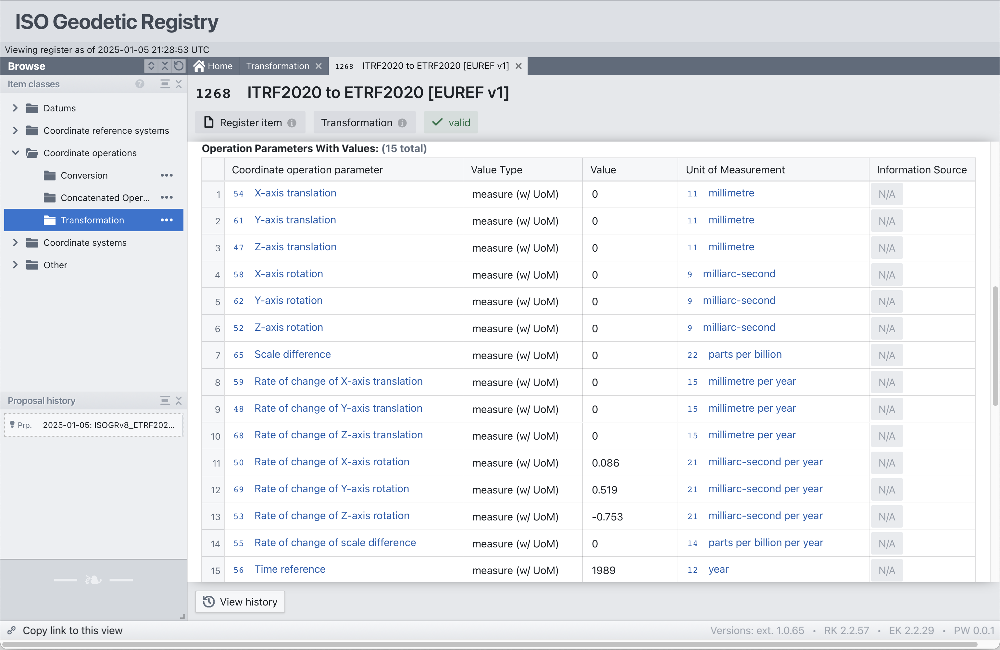 ISO Geodetic Registry
Viewing register as of 2025-01-05 21:28:53 UTC
Browse
Home
Transformation
1268 ITRF2020 to ETRF2020 [EUREF v1]
Item classes
Datums
Coordinate reference systems
Coordinate operations
Conversion
Concatenated Oper...
Transformation
Coordinate systems
Other
Proposal history
Prp. 2025-01-05: ISOGRv8_ETRF202...
1268 ITRF2020 to ETRF2020 [EUREF v1]
Register item
Transformation
valid
Operation Parameters With Values: (15 total)
Coordinate operation parameter Value Type Value Unit of Measurement Information Source
1 54 X-axis translation measure (w/ UoM) 0 11 millimetre N/A
2 61 Y-axis translation measure (w/ UoM) 0 11 millimetre N/A
3 47 Z-axis translation measure (w/ UoM) 0 11 millimetre N/A
4 58 X-axis rotation measure (w/ UoM) 0 9 milliarc-second N/A
5 62 Y-axis rotation measure (w/ UoM) 0 9 milliarc-second N/A
6 52 Z-axis rotation measure (w/ UoM) 0 9 milliarc-second N/A
7 65 Scale difference measure (w/ UoM) 0 22 parts per billion N/A
8 59 Rate of change of X-axis translation measure (w/ UoM) 0 15 millimetre per year N/A
9 48 Rate of change of Y-axis translation measure (w/ UoM) 0 15 millimetre per year N/A
10 68 Rate of change of Z-axis translation measure (w/ UoM) 0 15 millimetre per year N/A
11 50 Rate of change of X-axis rotation measure (w/ UoM) 0.086 21 milliarc-second per year N/A
12 69 Rate of change of Y-axis rotation measure (w/ UoM) 0.519 21 milliarc-second per year N/A
13 53 Rate of change of Z-axis rotation measure (w/ UoM) -0.753 21 milliarc-second per year N/A
14 55 Rate of change of scale difference measure (w/ UoM) 0 14 parts per billion per year N/A
15 56 Time reference measure (w/ UoM) 1989 12 year N/A
View history
Copy link to this view
Versions: ext. 1.0.65 • RK 2.2.57 • EK 2.2.29 • PW 0.0.1